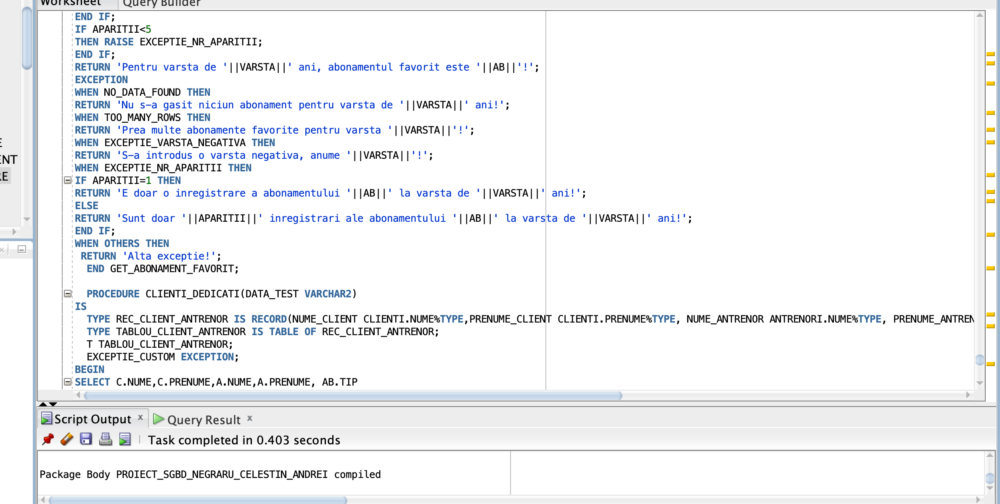 Worksheet Query Builder
END IF;
IF APARITII<5
THEN RAISE EXCEPTIE_NR_APARITII;
END IF;
RETURN 'Pentru varsta de '||VARSTA||' ani, abonamentul favorit este '||AB||'!';
EXCEPTION
WHEN NO_DATA_FOUND THEN
RETURN 'Nu s-a gasit niciun abonament pentru varsta de '||VARSTA||' ani!';
WHEN TOO_MANY_ROWS THEN
RETURN 'Prea multe abonamente favorite pentru varsta '||VARSTA||'!';
WHEN EXCEPTIE_VARSTA_NEGATIVA THEN
RETURN 'S-a introdus o varsta negativa, anume '||VARSTA||'!';
WHEN EXCEPTIE_NR_APARITII THEN
IF APARITII=1 THEN
RETURN 'E doar o inregistrare a abonamentului '||AB||' la varsta de '||VARSTA||' ani!';
ELSE
RETURN 'Sunt doar '||APARITII||' inregistrari ale abonamentului '||AB||' la varsta de '||VARSTA||' ani!';
END IF;
WHEN OTHERS THEN
RETURN 'Alta exceptie!';
END GET_ABONAMENT_FAVORIT;
PROCEDURE CLIENTI_DEDICATI(DATA_TEST VARCHAR2)
IS
TYPE REC_CLIENT_ANTRENOR IS RECORD(NUME_CLIENT CLIENTI.NUME%TYPE,PRENUME_CLIENT CLIENTI.PRENUME%TYPE, NUME_ANTRENOR ANTRENORI.NUME%TYPE, PRENUME_ANTREN
TYPE TABLOU_CLIENT_ANTRENOR IS TABLE OF REC_CLIENT_ANTRENOR;
T TABLOU_CLIENT_ANTRENOR;
EXCEPTIE_CUSTOM EXCEPTION;
BEGIN
SELECT C.NUME,C.PRENUME,A.NUME,A.PRENUME, AB.TIP
E
ENT
RE
Script Output x Query Result x
Task completed in 0.403 seconds
Package Body PROIECT_SGBD_NEGRARU_CELESTIN_ANDREI compiled